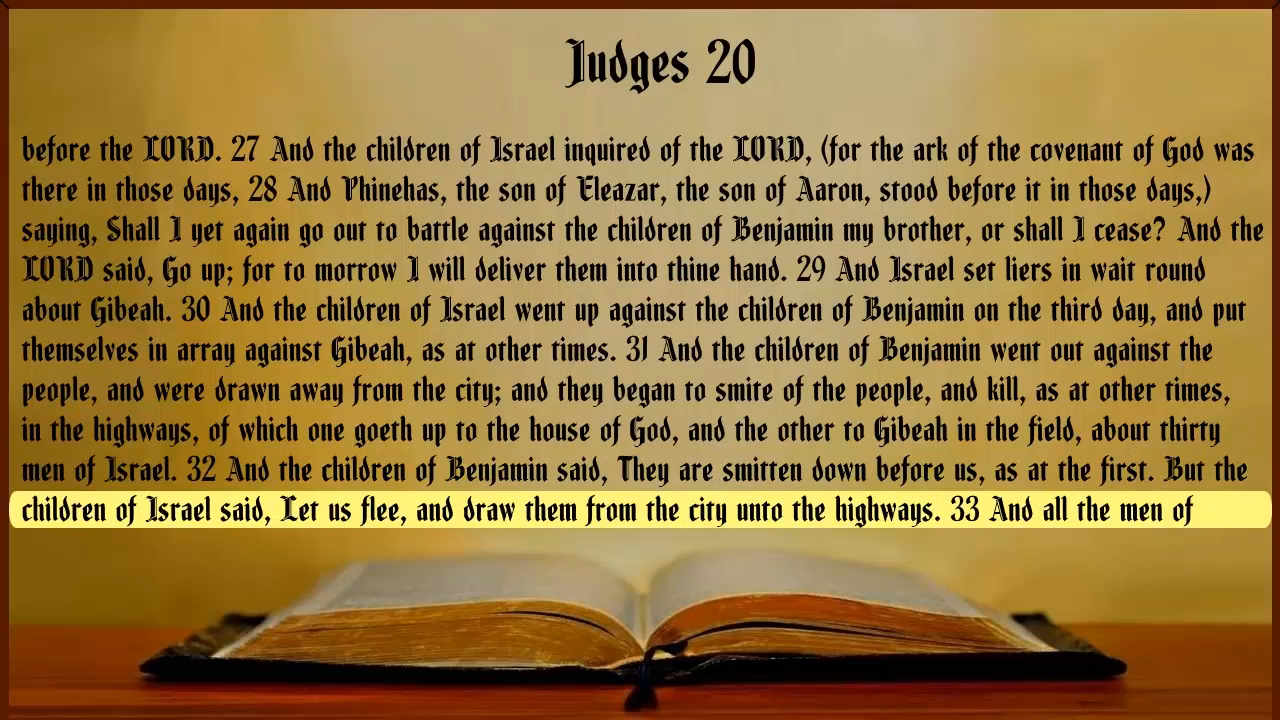 Judges 20
before the LORD. 27 And the children of Israel inquired of the LORD, (for the ark of the covenant of God was
there in those days, 28 And Phinehas, the son of Eleazar, the son of Aaron, stood before it in those days,)
saying, Shall I yet again go out to battle against the children of Benjamin my brother, or shall I cease? And the
LORD said, Go up; for to morrow I will deliver them into thine hand. 29 And Israel set liers in wait round
about Gibeah. 30 And the children of Israel went up against the children of Benjamin on the third day, and put
themselves in array against Gibeah, as at other times. 31 And the children of Benjamin went out against the
people, and were drawn away from the city; and they began to smite of the people, and kill, as at other times,
in the highways, of which one goeth up to the house of God, and the other to Gibeah in the field, about thirty
men of Israel. 32 And the children of Benjamin said, They are smitten down before us, as at the first. But the
children of Israel said, Let us flee, and draw them from the city unto the highways. 33 And all the men of